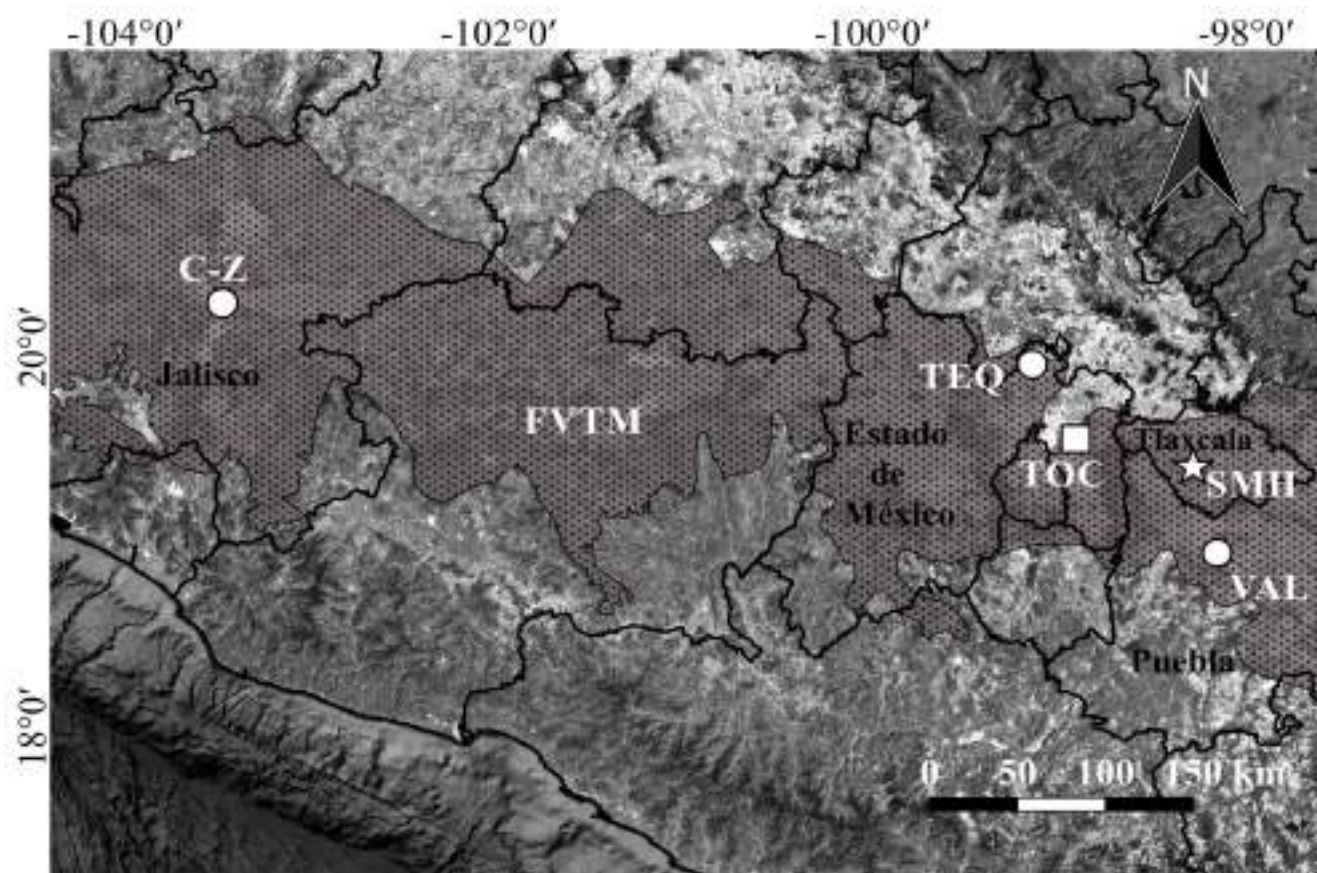 -104°0′ -102°0′ -100°0′ -98°0′
N
C-Z
20°0′
Jalisco
TEQ
FVTM
Estado
de
México
Tlaxcala
TOC
SMH
VAL
Puebla
18°0′
0 50 100 150 km